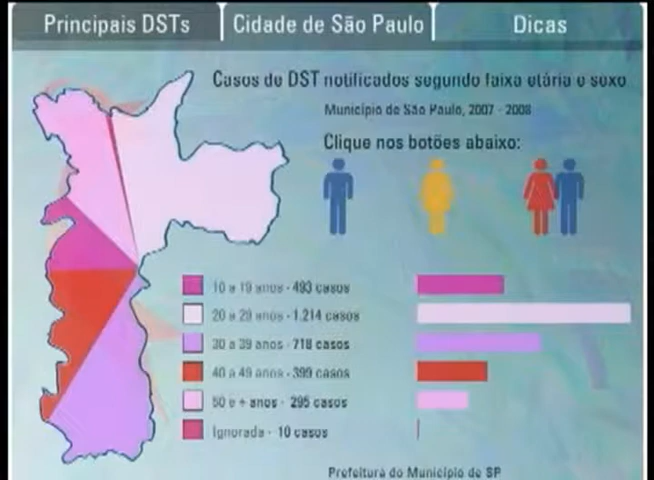 Principais DSTs
Cidade de São Paulo
Dicas
Casos de DST notificados segundo faixa etária e sexo
Município de São Paulo, 2007 - 2008
Clique nos botões abaixo:
10 a 19 anos - 493 casos
20 a 29 anos - 1.214 casos
30 a 39 anos - 718 casos
40 a 49 anos - 399 casos
50 e + anos - 295 casos
Ignorada - 10 casos
Prefeitura do Município de SP